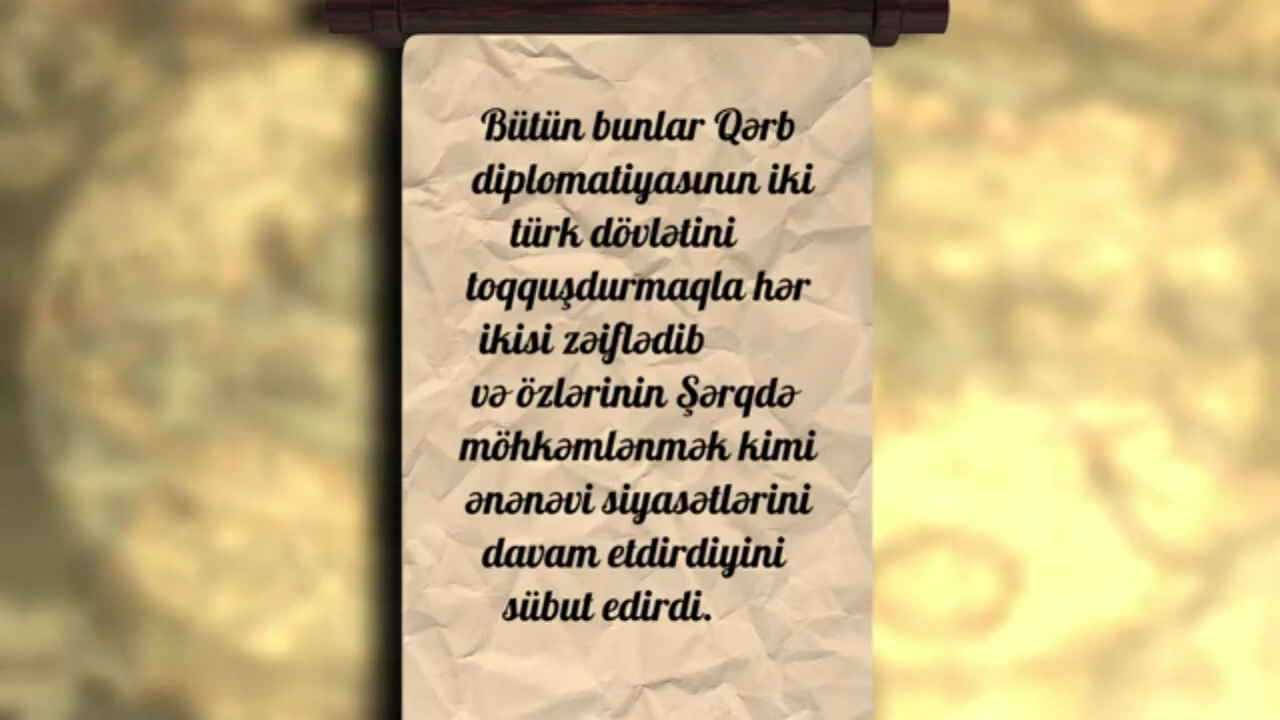 Bütün bunlar Qərb
diplomatiyasının iki
türk dövlətini
toqquşdurmaqla hər
ikisi zəiflədib
və özlərinin Şərqdə
möhkəmlənmək kimi
ənənəvi siyasətlərini
davam etdirdiyini
sübut edirdi.